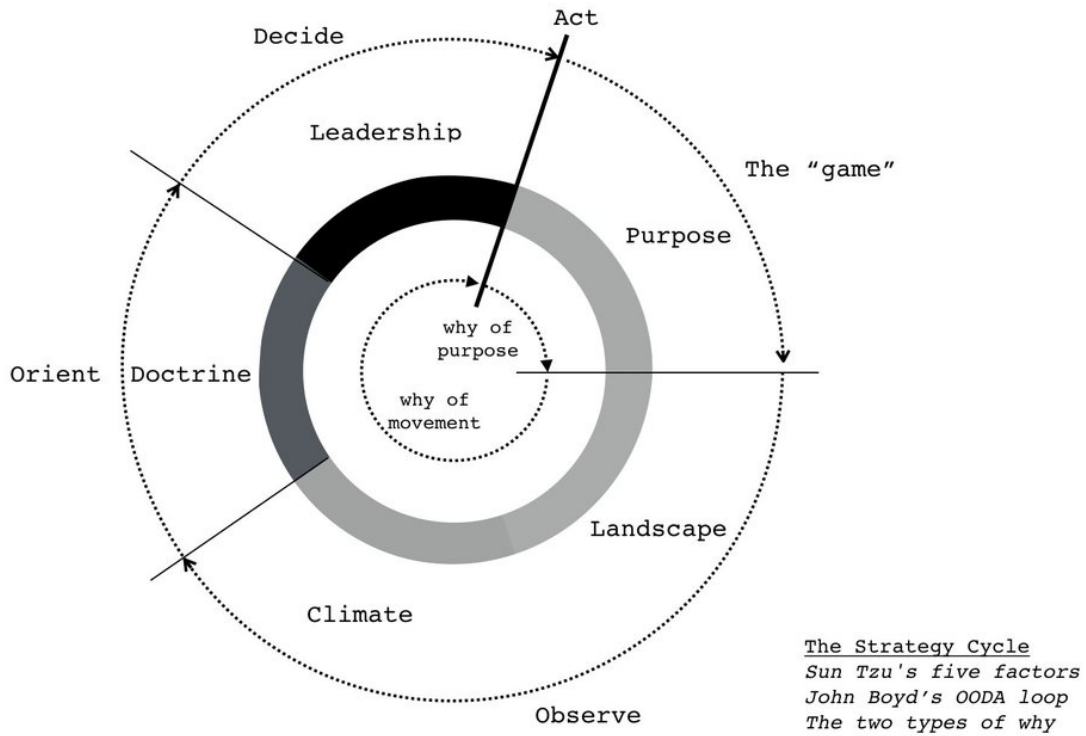 Act
Decide
Leadership
The “game”
Purpose
why of
purpose
Orient
Doctrine
why of
movement
Landscape
Climate
Observe
The Strategy Cycle
Sun Tzu's five factors
John Boyd’s OODA loop
The two types of why